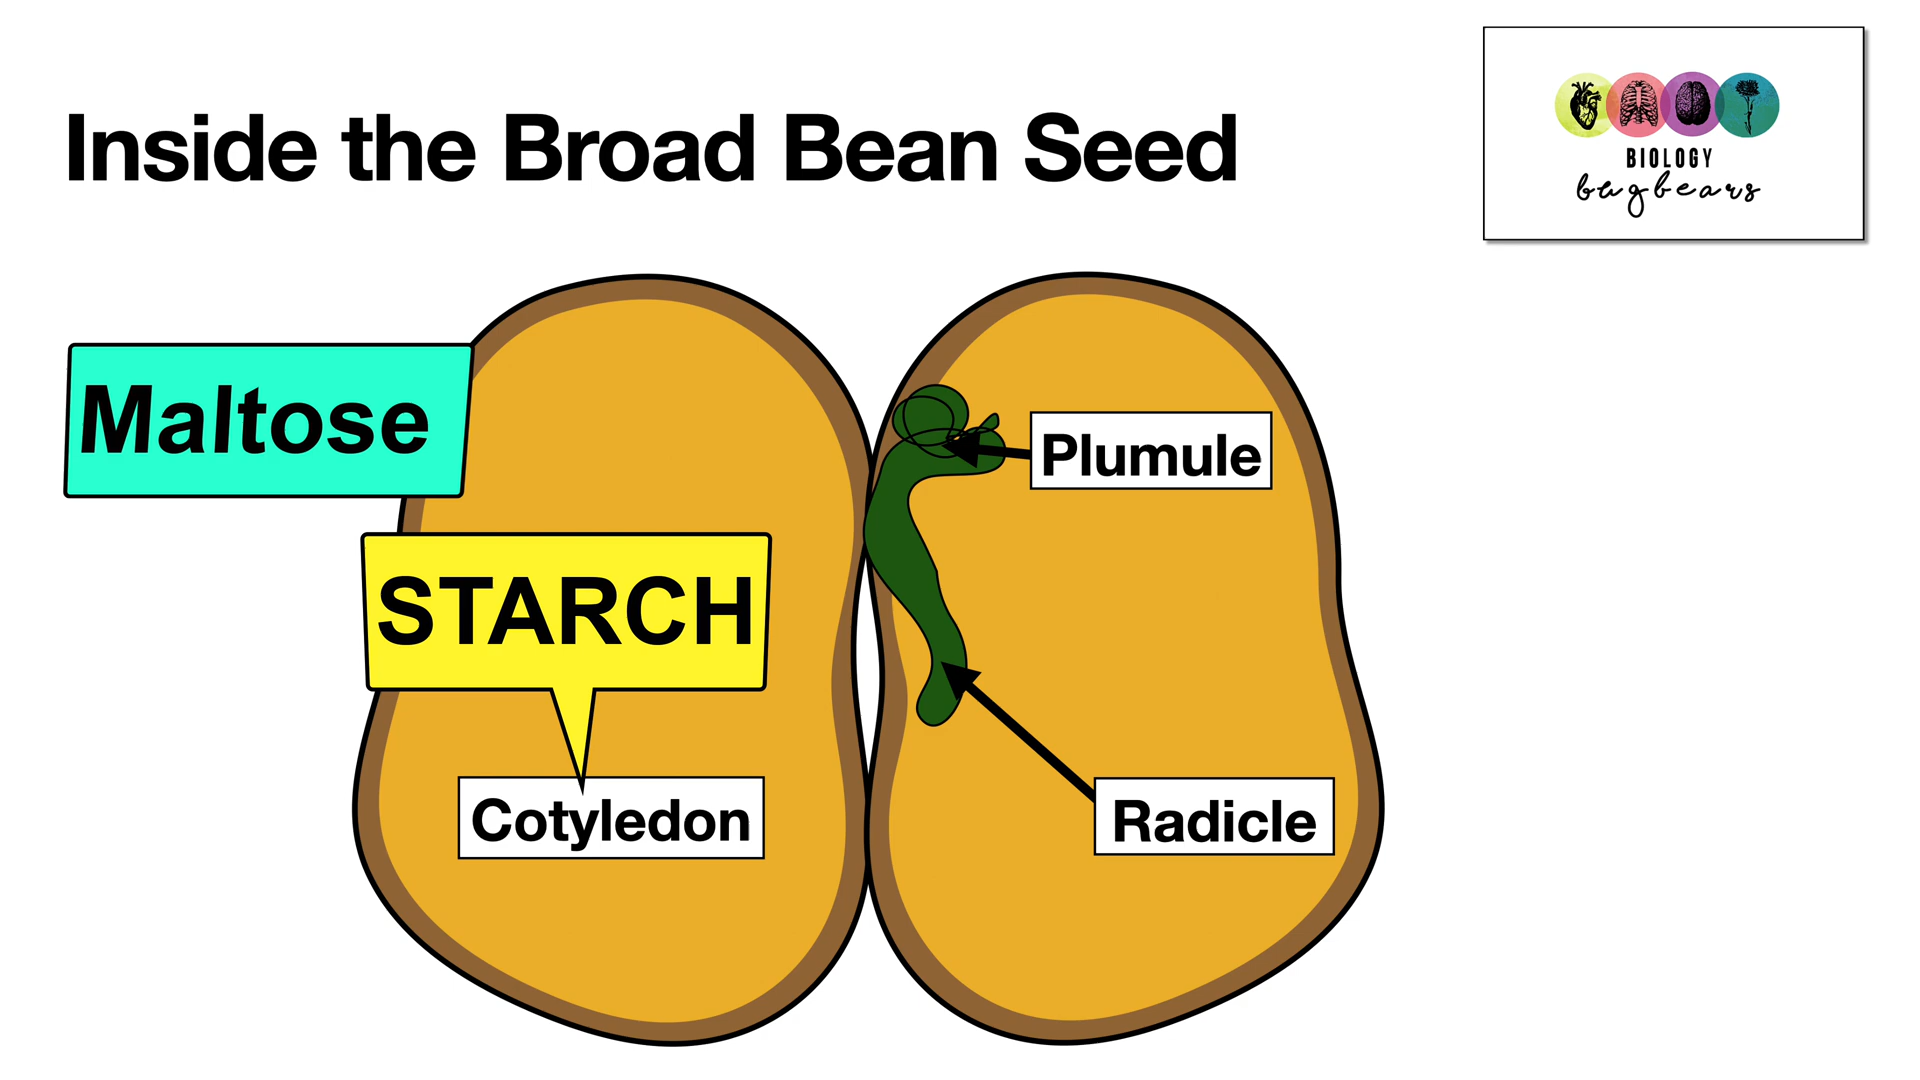 Inside the Broad Bean Seed
BIOLOGY
bugbears
Maltose
Plumule
STARCH
Cotyledon
Radicle